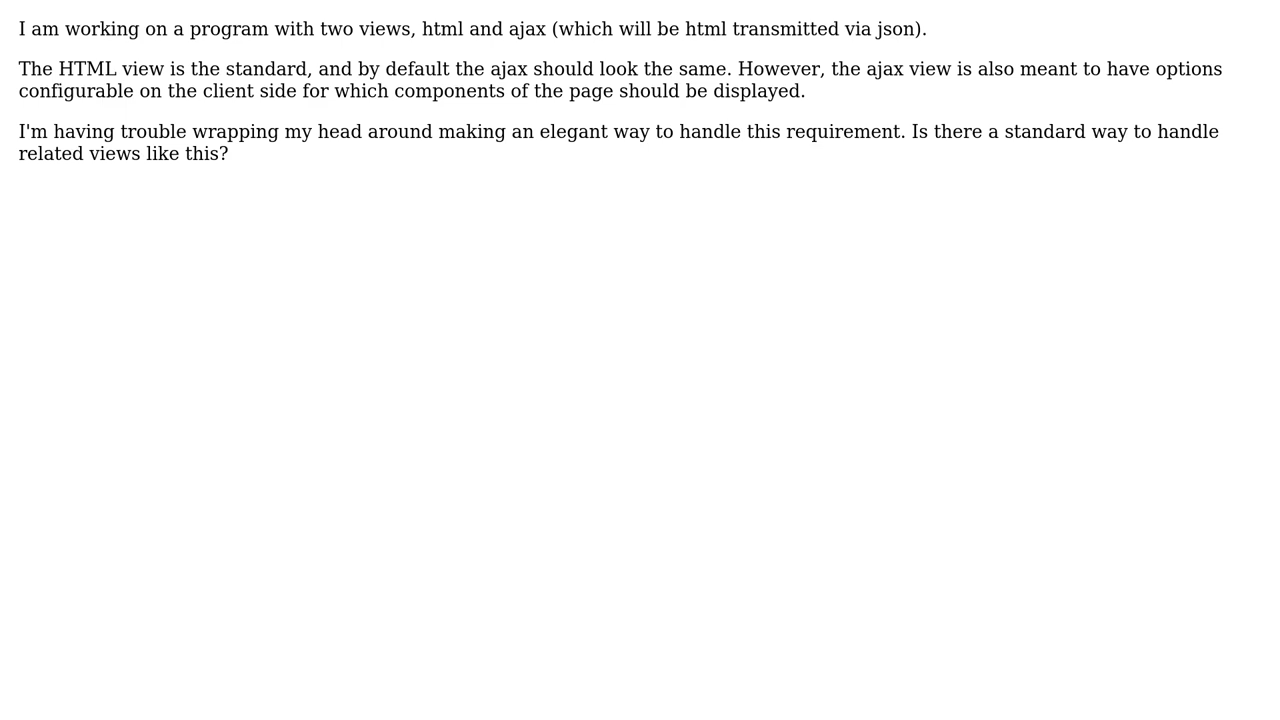 I am working on a program with two views, html and ajax (which will be html transmitted via json).
The HTML view is the standard, and by default the ajax should look the same. However, the ajax view is also meant to have options
configurable on the client side for which components of the page should be displayed.
I'm having trouble wrapping my head around making an elegant way to handle this requirement. Is there a standard way to handle
related views like this?